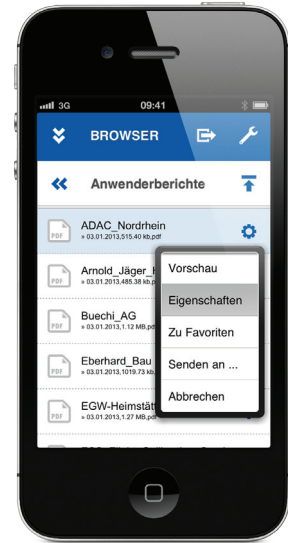 3G 09:41
BROWSER
Anwenderberichte
ADAC_Nordrhein
» 03.01.2013,515.40 kb,pdf
PDF
Arnold_Jäger_
» 03.01.2013,485.38 kb,p
PDF
Buechi_AG
» 03.01.2013,1.12 MB,pd
PDF
Eberhard_Bau
» 03.01.2013,1019.73 kb,
PDF
EGW-Heimstätt
» 03.01.2013,1.27 MB,pdf
PDF
Vorschau
Eigenschaften
Zu Favoriten
Senden an ...
Abbrechen